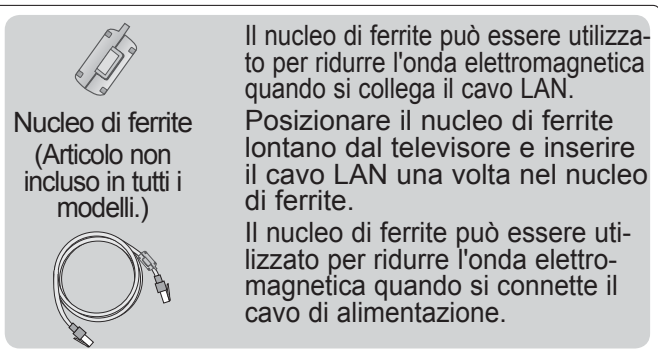 Nucleo di ferrite
(Articolo non
incluso in tutti i
modelli.)
Il nucleo di ferrite può essere utilizza-
to per ridurre l'onda elettromagnetica
quando si collega il cavo LAN.
Posizionare il nucleo di ferrite
lontano dal televisore e inserire
il cavo LAN una volta nel nucleo
di ferrite.
Il nucleo di ferrite può essere uti-
lizzato per ridurre l'onda elettro-
magnetica quando si connette il
cavo di alimentazione.